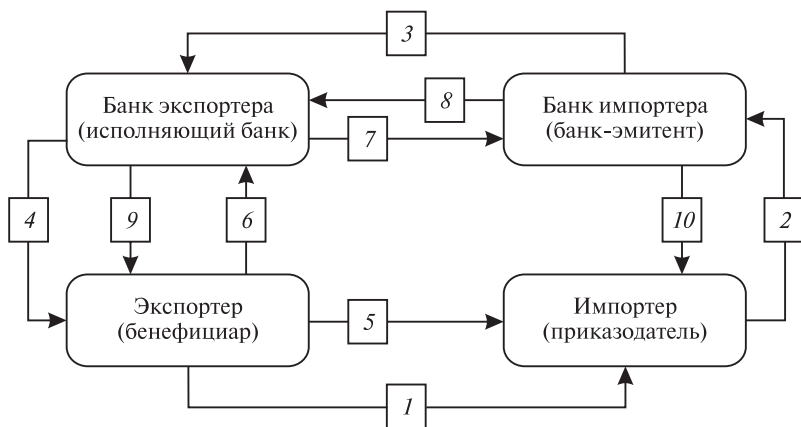 3
Банк экспортера
(исполняющий банк)
8
7
Банк импортера
(банк-эмитент)
4
9
6
10
2
Экспортер
(бенефициар)
5
Импортер
(приказодатель)
1